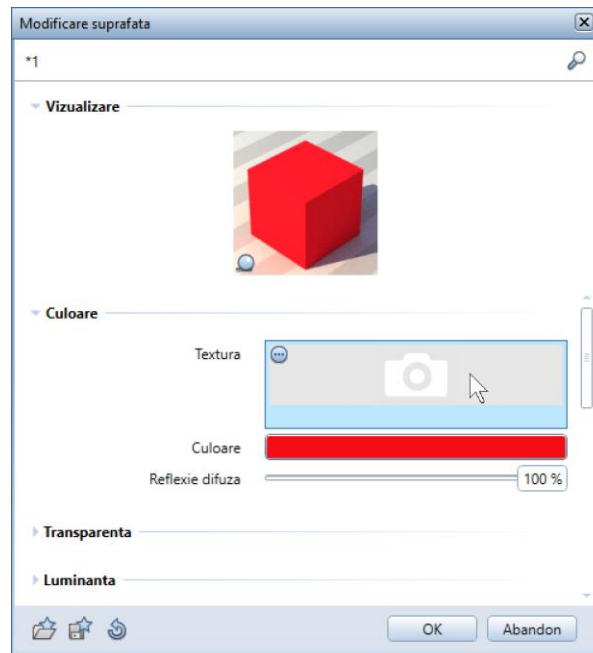 Modificare suprafata
*1
Vizualizare
Culoare
Textura
Culoare
Reflexie difuza
100 %
Transparenta
Luminanta
OK
Abandon